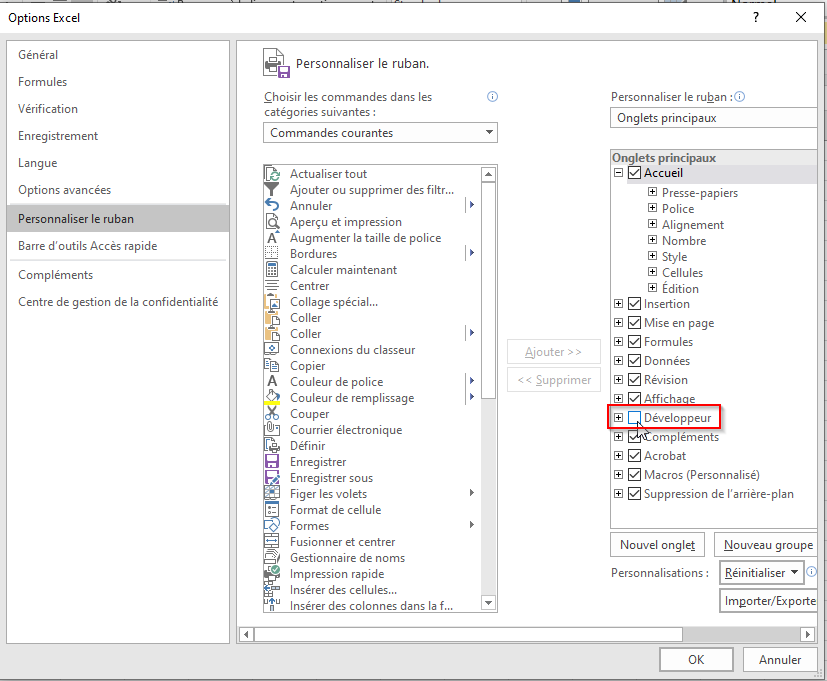 Options Excel
Général
Formules
Vérification
Enregistrement
Langue
Options avancées
Personnaliser le ruban
Barre d'outils Accès rapide
Compléments
Centre de gestion de la confidentialité
Personnaliser le ruban.
Choisir les commandes dans les
catégories suivantes :
Commandes courantes
Actualiser tout
Ajouter ou supprimer des filtr...
Annuler
Aperçu et impression
Augmenter la taille de police
Bordures
Calculer maintenant
Centrer
Collage spécial...
Coller
Coller
Connexions du classeur
Copier
Couleur de police
Couleur de remplissage
Couper
Courrier électronique
Définir
Enregistrer
Enregistrer sous
Figer les volets
Format de cellule
Formes
Fusionner et centrer
Gestionnaire de noms
Impression rapide
Insérer des cellules...
Insérer des colonnes dans la f...
Ajouter >>
<< Supprimer
Personnaliser le ruban :
Onglets principaux
Onglets principaux
Accueil
Presse-papiers
Police
Alignement
Nombre
Style
Cellules
Édition
Insertion
Mise en page
Formules
Données
Révision
Affichage
Développeur
Compléments
Acrobat
Macros (Personnalisé)
Suppression de l'arrière-plan
Nouvel onglet
Nouveau groupe
Personnalisations :
Réinitialiser
Importer/Exporte
OK
Annuler